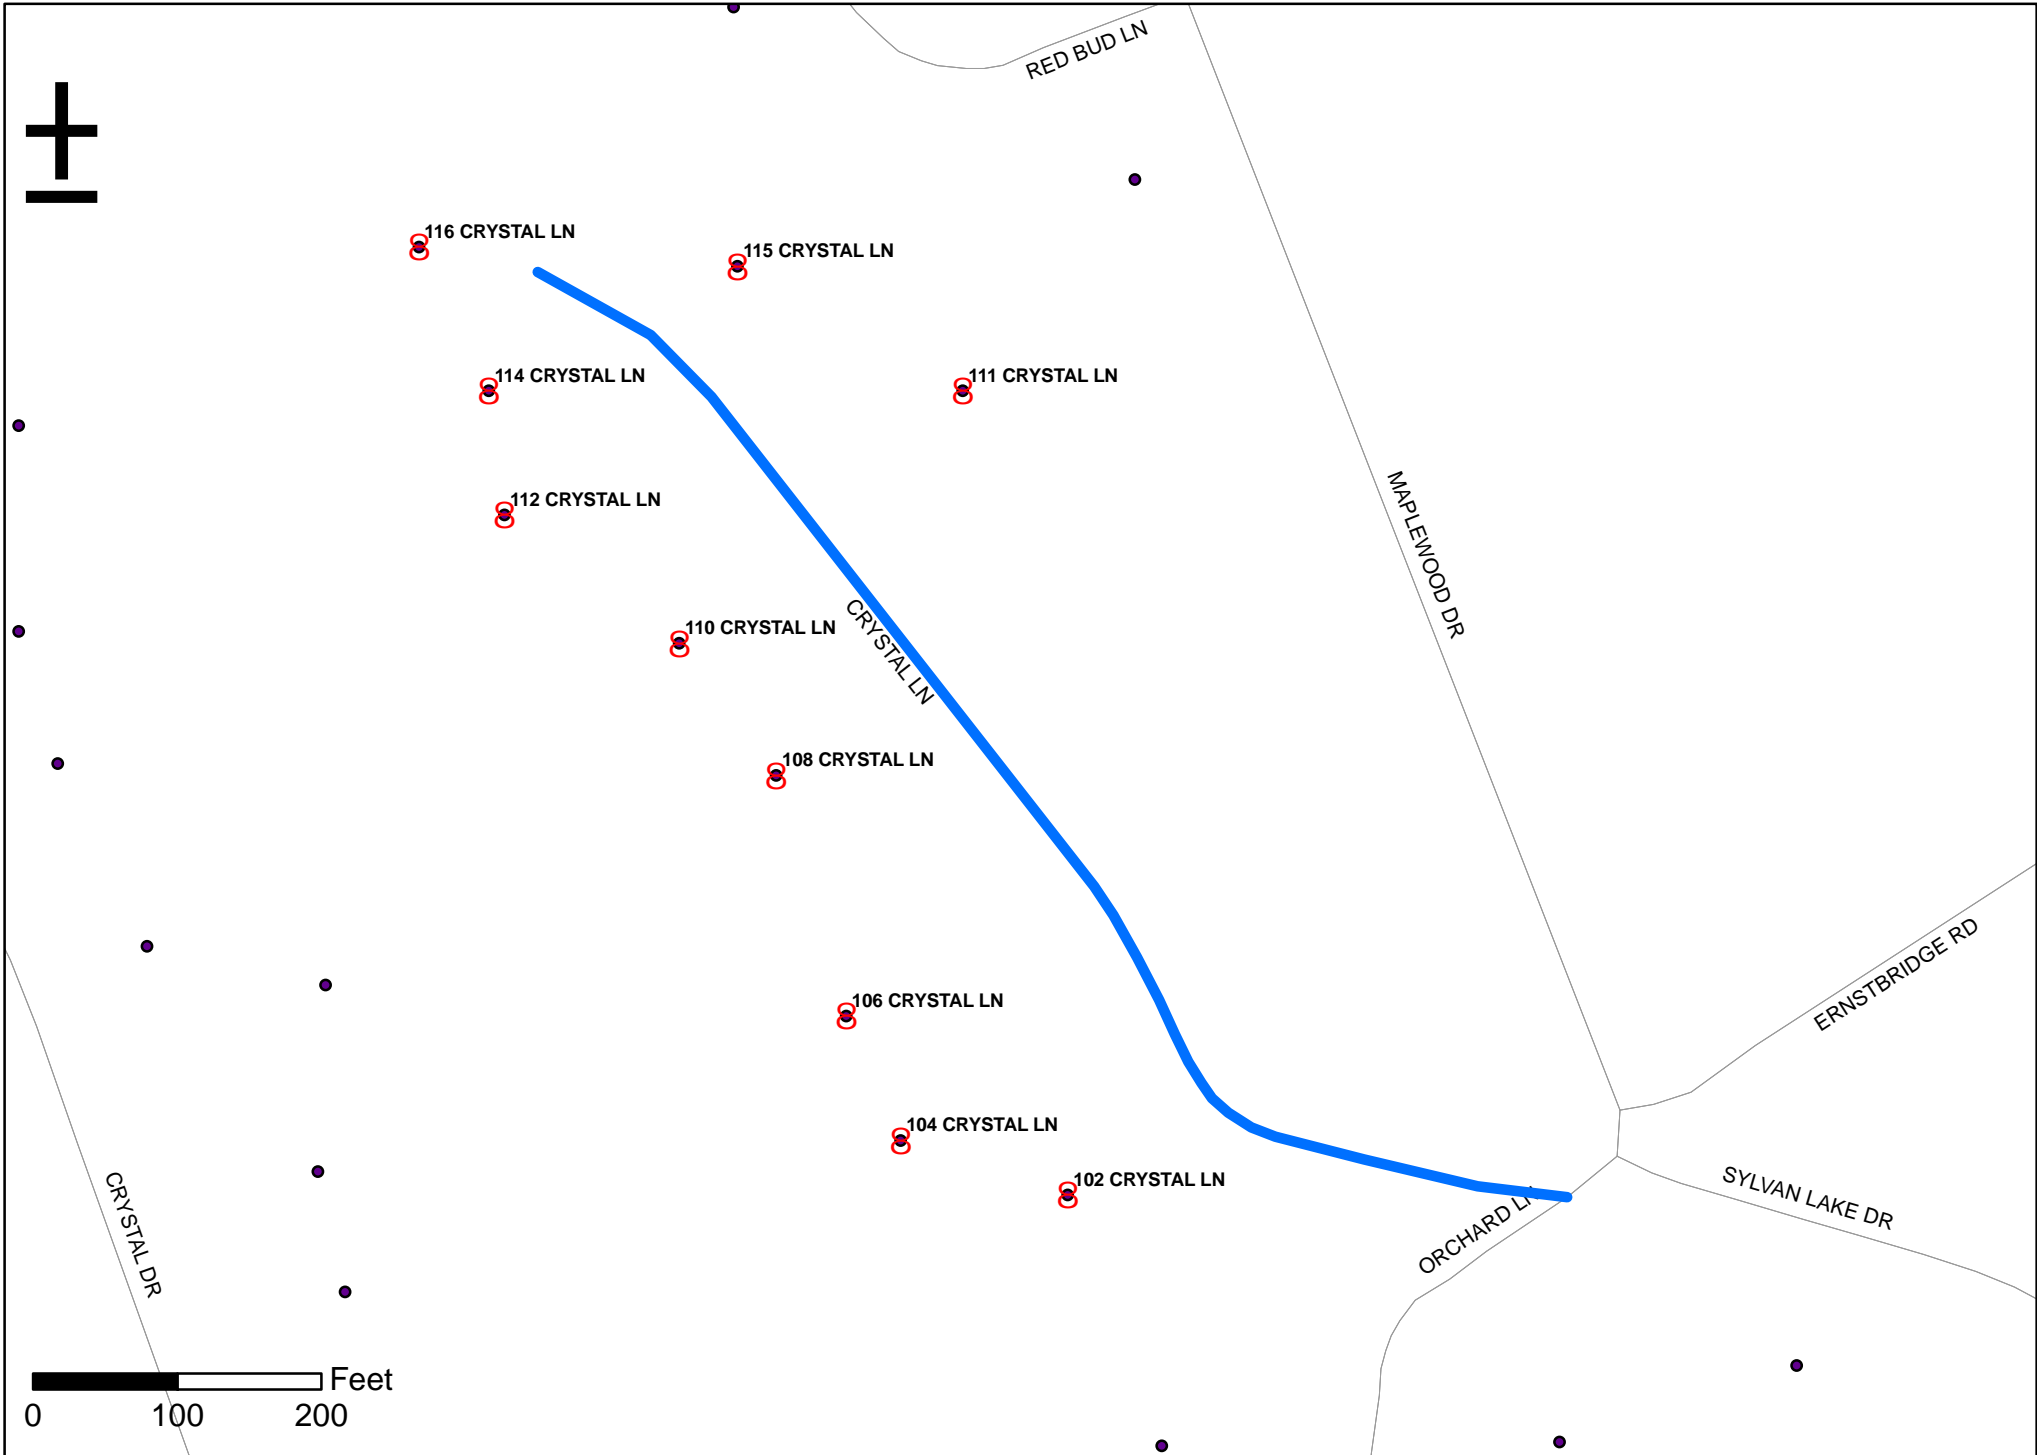 RED BUD LN
116 CRYSTAL LN
115 CRYSTAL LN
114 CRYSTAL LN
111 CRYSTAL LN
112 CRYSTAL LN
MAPLEWOOD DR
110 CRYSTAL LN
CRYSTAL LN
108 CRYSTAL LN
ERNSTBRIDGE RD
106 CRYSTAL LN
104 CRYSTAL LN
102 CRYSTAL LN
SYLVAN LAKE DR
ORCHARD LN
CRYSTAL DR
Feet
0 100 200